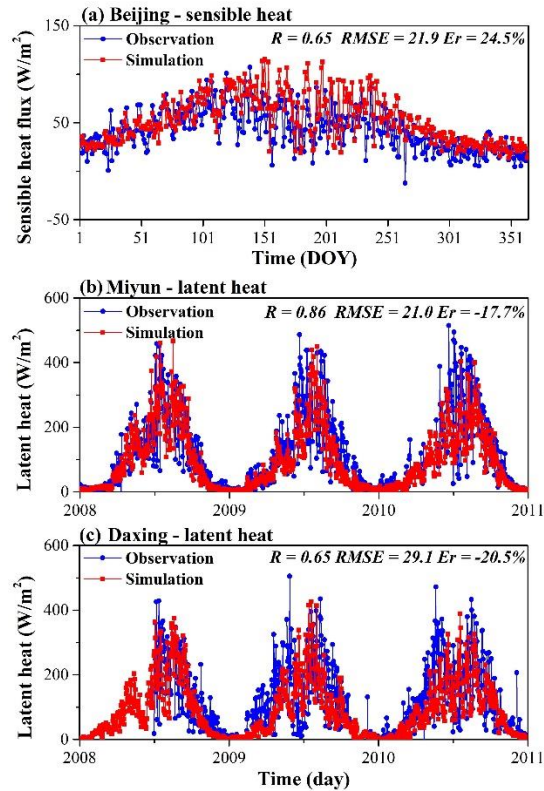 (a) Beijing - sensible heat
Observation
R = 0.65 RMSE = 21.9 Er = 24.5%
Simulation
150
100
50
-50
Sensible heat flux (W/m²)
1 51 101 151 201 251 301 351
Time (DOY)
(b) Miyun - latent heat
Observation
R = 0.86 RMSE = 21.0 Er = -17.7%
Simulation
600
400
200
0
Latent heat (W/m²)
2008 2009 2010 2011
(c) Daxing - latent heat
Observation
R = 0.65 RMSE = 29.1 Er = -20.5%
Simulation
600
400
200
0
Latent heat (W/m²)
2008 2009 2010 2011
Time (day)